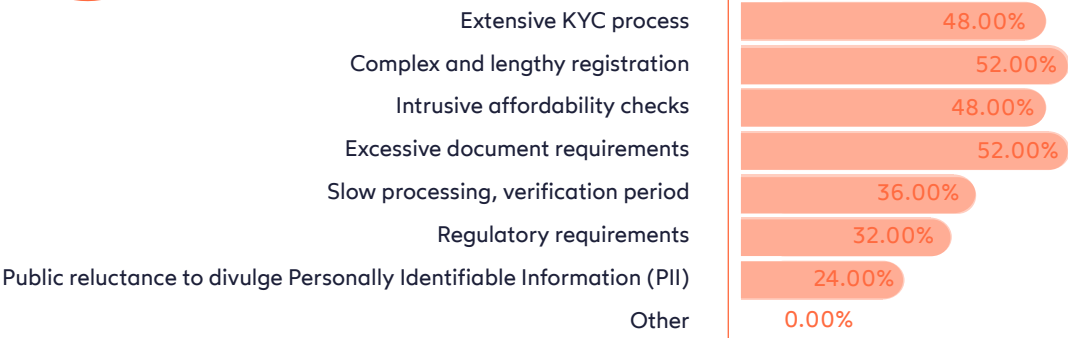 Extensive KYC process 48.00%
Complex and lengthy registration 52.00%
Intrusive affordability checks 48.00%
Excessive document requirements 52.00%
Slow processing, verification period 36.00%
Regulatory requirements 32.00%
Public reluctance to divulge Personally Identifiable Information (PII) 24.00%
Other 0.00%